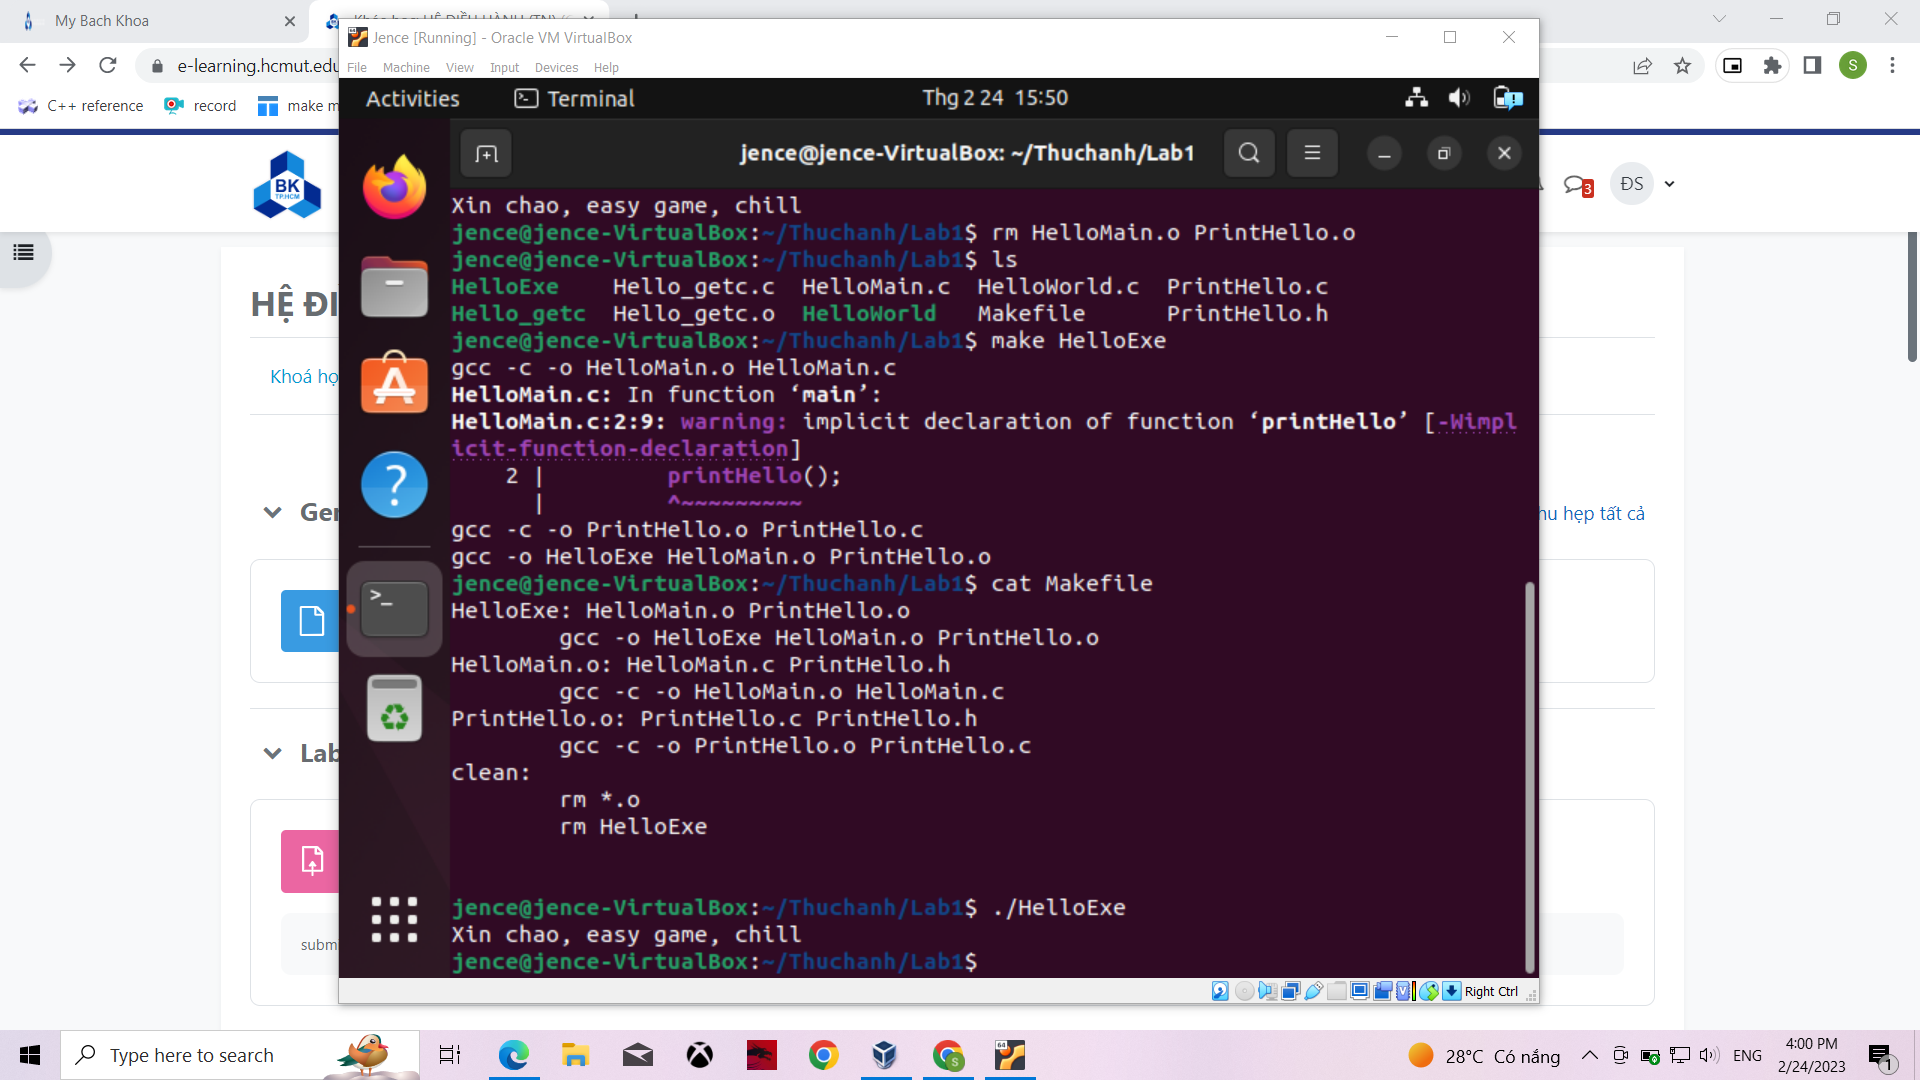 My Bach Khoa
Jence [Running] - Oracle VM VirtualBox
e-learning.hcmut.edu
File Machine View Input Devices Help
S
C++ reference
record
make m
Activities
Terminal
Thg 2 24 15:50
jence@jence-VirtualBox: ~/Thuchanh/Lab1
BK
TP.HCM
3
ĐS
HỆ ĐI
Khoá họ
Ger
hu hẹp tất cả
Lab
subm
Xin chao, easy game, chill
jence@jence-VirtualBox:~/Thuchanh/Lab1$ rm HelloMain.o PrintHello.o
jence@jence-VirtualBox:~/Thuchanh/Lab1$ ls
HelloExe Hello_getc.c HelloMain.c HelloWorld.c PrintHello.c
Hello_getc Hello_getc.o HelloWorld Makefile PrintHello.h
jence@jence-VirtualBox:~/Thuchanh/Lab1$ make HelloExe
gcc -c -o HelloMain.o HelloMain.c
HelloMain.c: In function ‘main’:
HelloMain.c:2:9: warning: implicit declaration of function ‘printHello’ [-Wimpl
icit-function-declaration]
2 | printHello();
| ^~~~~~~~~~
gcc -c -o PrintHello.o PrintHello.c
gcc -o HelloExe HelloMain.o PrintHello.o
jence@jence-VirtualBox:~/Thuchanh/Lab1$ cat Makefile
HelloExe: HelloMain.o PrintHello.o
gcc -o HelloExe HelloMain.o PrintHello.o
HelloMain.o: HelloMain.c PrintHello.h
gcc -c -o HelloMain.o HelloMain.c
PrintHello.o: PrintHello.c PrintHello.h
gcc -c -o PrintHello.o PrintHello.c
clean:
rm *.o
rm HelloExe
jence@jence-VirtualBox:~/Thuchanh/Lab1$ ./HelloExe
Xin chao, easy game, chill
jence@jence-VirtualBox:~/Thuchanh/Lab1$
Right Ctrl
Type here to search
28°C Có nắng
ENG
4:00 PM
2/24/2023
1